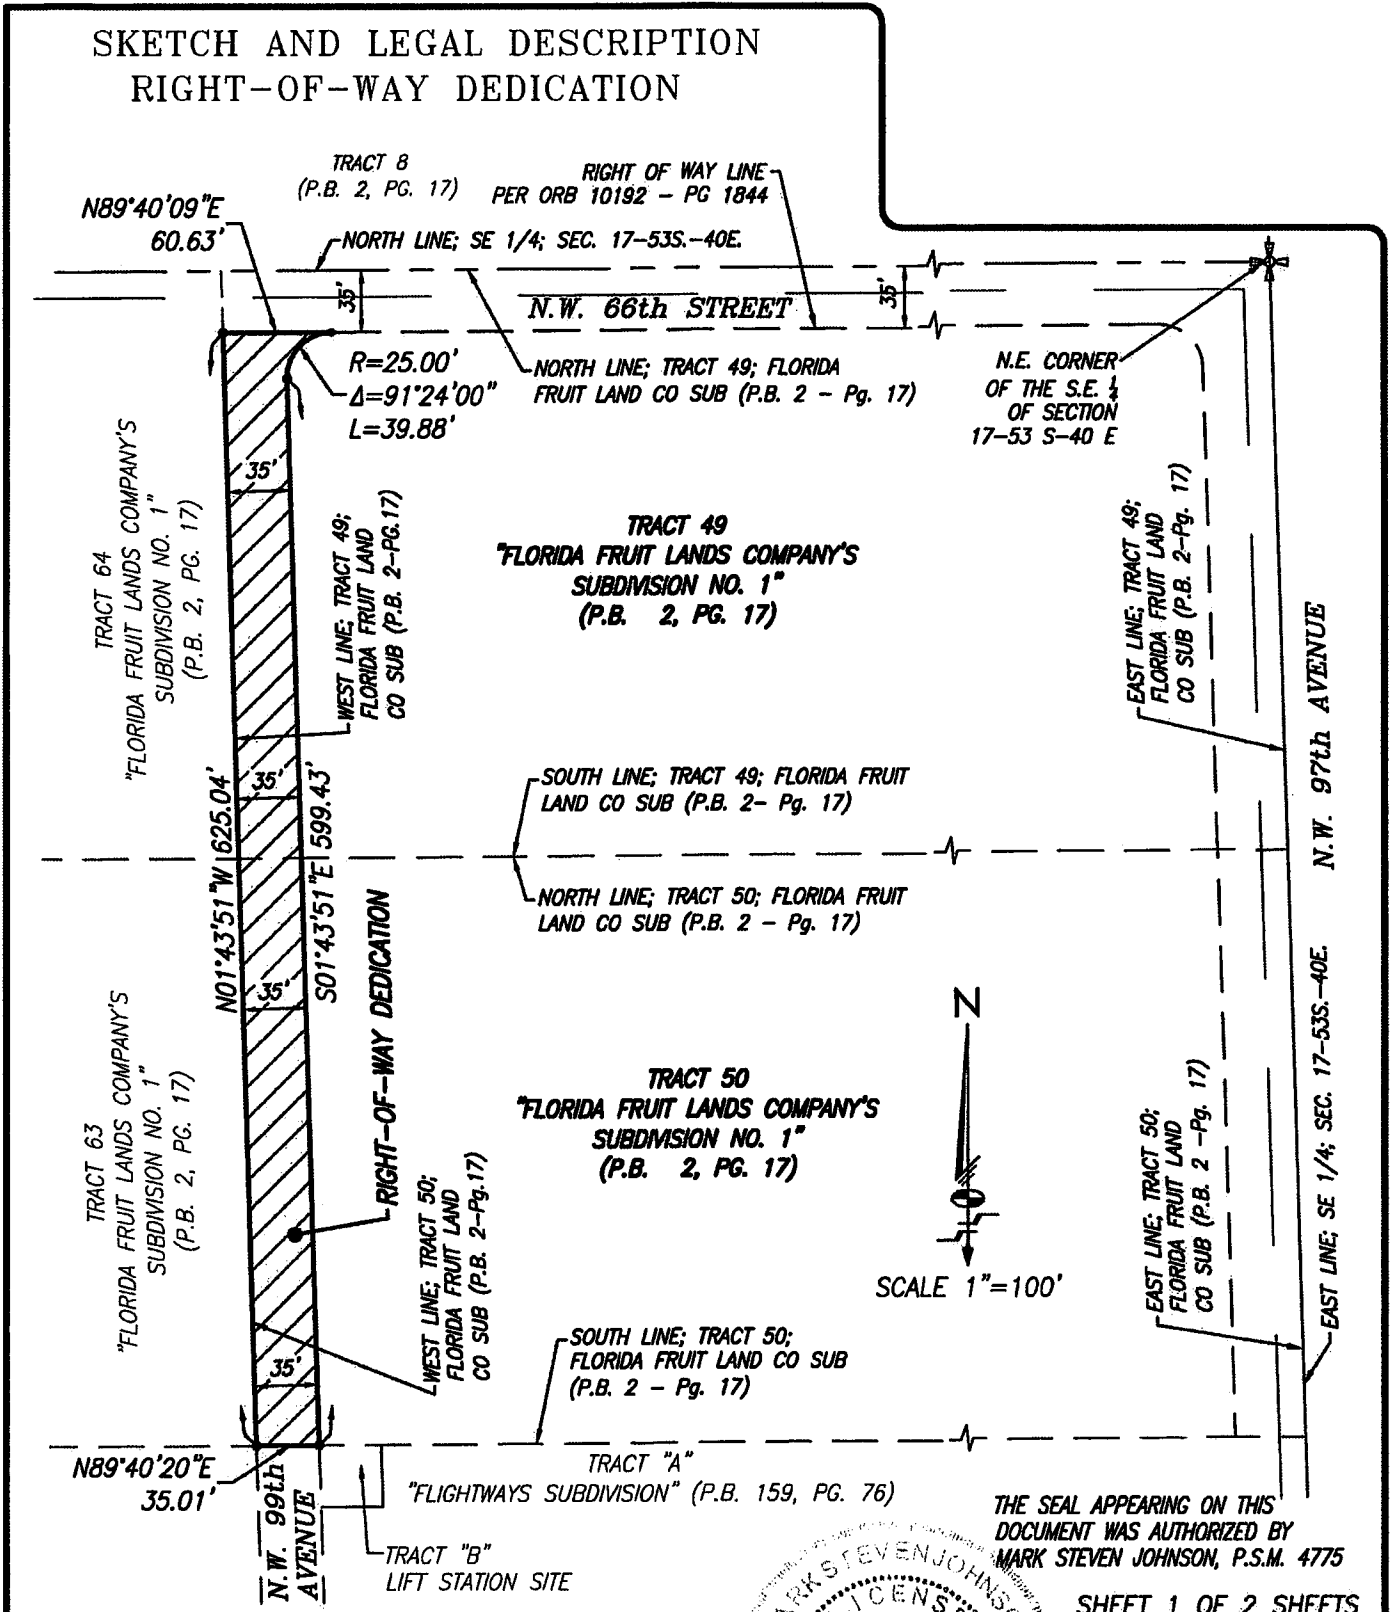 SKETCH AND LEGAL DESCRIPTION
RIGHT-OF-WAY DEDICATION
TRACT 8
(P.B. 2, PG. 17)
RIGHT OF WAY LINE
PER ORB 10192 - PG 1844
N89°40'09"E
60.63'
NORTH LINE; SE 1/4; SEC. 17-53S.-40E.
35'
35'
N.W. 66th STREET
R=25.00'
Δ=91°24'00"
L=39.88'
NORTH LINE; TRACT 49; FLORIDA
FRUIT LAND CO SUB (P.B. 2 - Pg. 17)
N.E. CORNER
OF THE S.E. 1/4
OF SECTION
17-53 S-40 E
35'
TRACT 64
"FLORIDA FRUIT LANDS COMPANY'S
SUBDIVISION NO. 1"
(P.B. 2, PG. 17)
WEST LINE; TRACT 49;
FLORIDA FRUIT LAND
CO SUB (P.B. 2-PG.17)
TRACT 49
"FLORIDA FRUIT LANDS COMPANY'S
SUBDIVISION NO. 1"
(P.B. 2, PG. 17)
EAST LINE; TRACT 49;
FLORIDA FRUIT LAND
CO SUB (P.B. 2-Pg. 17)
N.W. 97th AVENUE
35'
N01°43'51"W 625.04'
S01°43'51"E 599.43'
SOUTH LINE; TRACT 49; FLORIDA FRUIT
LAND CO SUB (P.B. 2- Pg. 17)
NORTH LINE; TRACT 50; FLORIDA FRUIT
LAND CO SUB (P.B. 2 - Pg. 17)
35'
RIGHT-OF-WAY DEDICATION
TRACT 63
"FLORIDA FRUIT LANDS COMPANY'S
SUBDIVISION NO. 1"
(P.B. 2, PG. 17)
N
TRACT 50
"FLORIDA FRUIT LANDS COMPANY'S
SUBDIVISION NO. 1"
(P.B. 2, PG. 17)
SCALE 1"=100'
WEST LINE; TRACT 50;
FLORIDA FRUIT LAND
CO SUB (P.B. 2-Pg.17)
EAST LINE; TRACT 50;
FLORIDA FRUIT LAND
CO SUB (P.B. 2 -Pg. 17)
EAST LINE; SE 1/4; SEC. 17-53S.-40E.
SOUTH LINE; TRACT 50;
FLORIDA FRUIT LAND CO SUB
(P.B. 2 - Pg. 17)
35'
N89°40'20"E
35.01'
N.W. 99th
AVENUE
TRACT "A"
"FLIGHTWAYS SUBDIVISION" (P.B. 159, PG. 76)
TRACT "B"
LIFT STATION SITE
THE SEAL APPEARING ON THIS
DOCUMENT WAS AUTHORIZED BY
MARK STEVEN JOHNSON, P.S.M. 4775
SHEET 1 OF 2 SHEETS